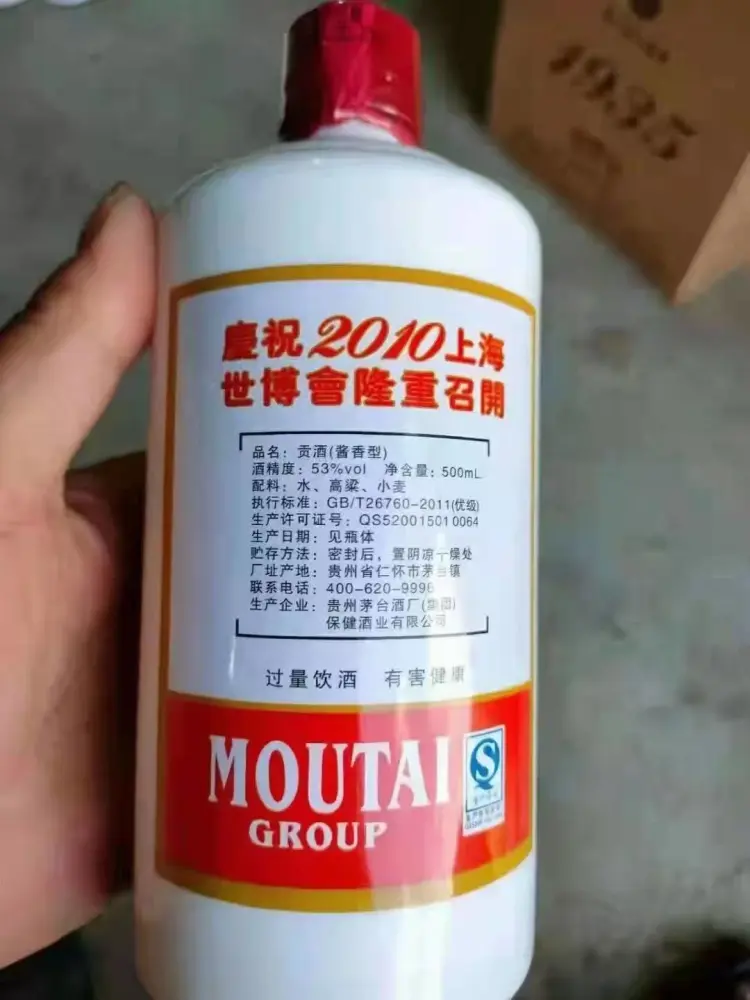 1935
慶祝2010上海
世博會隆重召開
品名：贡酒(酱香型)
酒精度：53%vol 净含量：500mL
配料：水、高梁、小麦
执行标准：GB/T26760-2011(优级)
生产许可证号：QS520015010064
生产日期：见瓶体
贮存方法：密封后，置阴凉干燥处
厂址产地：贵州省仁怀市茅台镇
联系电话：400-620-9996
生产企业：贵州茅台酒厂(集团)
保健酒业有限公司
过量饮酒 有害健康
MOUTAI
GROUP